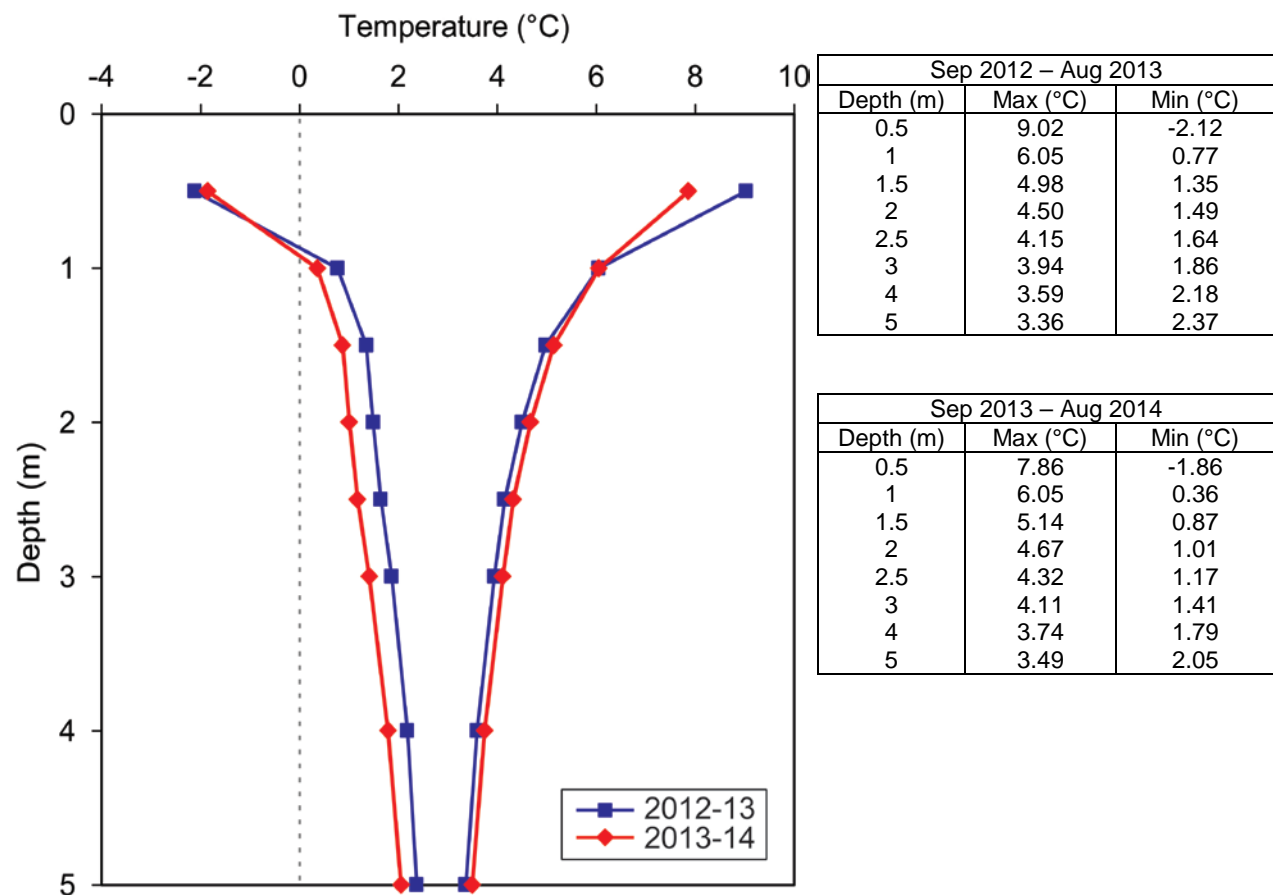 Temperature (°C)
-4 -2 0 2 4 6 8 10
0
1
2
3
4
5
Depth (m)
2012-13
2013-14
Sep 2012 – Aug 2013
Depth (m) Max (°C) Min (°C)
0.5 9.02 -2.12
1 6.05 0.77
1.5 4.98 1.35
2 4.50 1.49
2.5 4.15 1.64
3 3.94 1.86
4 3.59 2.18
5 3.36 2.37
Sep 2013 – Aug 2014
Depth (m) Max (°C) Min (°C)
0.5 7.86 -1.86
1 6.05 0.36
1.5 5.14 0.87
2 4.67 1.01
2.5 4.32 1.17
3 4.11 1.41
4 3.74 1.79
5 3.49 2.05